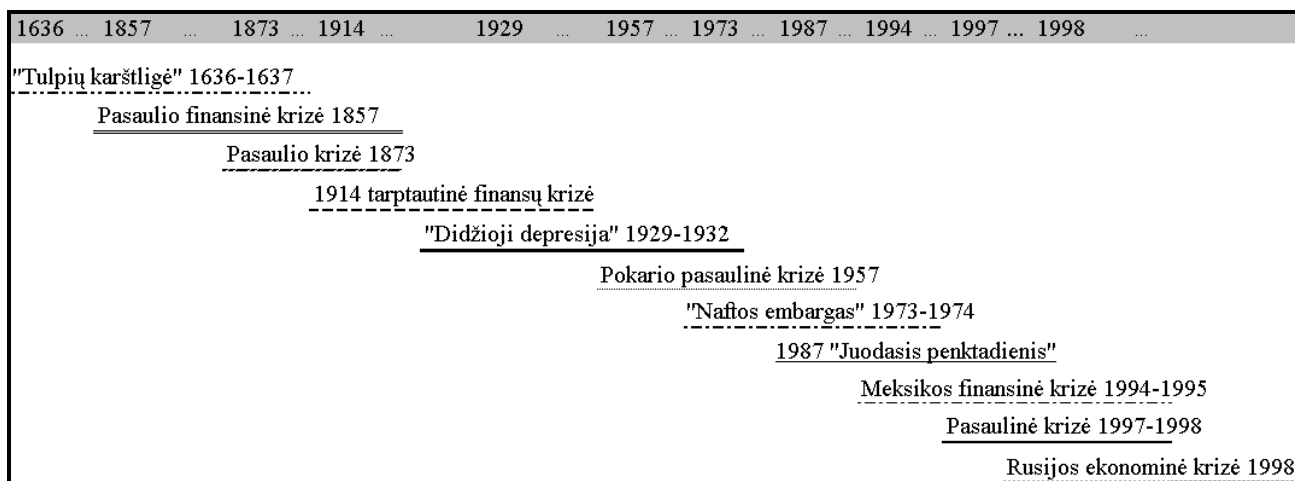 1636 ... 1857 ... 1873 ... 1914 ... 1929 ... 1957 ... 1973 ... 1987 ... 1994 ... 1997 ... 1998 ...
"Tulpių karštligė" 1636-1637
Pasaulio finansinė krizė 1857
Pasaulio krizė 1873
1914 tarptautinė finansų krizė
"Didžioji depresija" 1929-1932
Pokario pasaulinė krizė 1957
"Naftos embargas" 1973-1974
1987 "Juodasis penktadienis"
Meksikos finansinė krizė 1994-1995
Pasaulinė krizė 1997-1998
Rusijos ekonominė krizė 1998